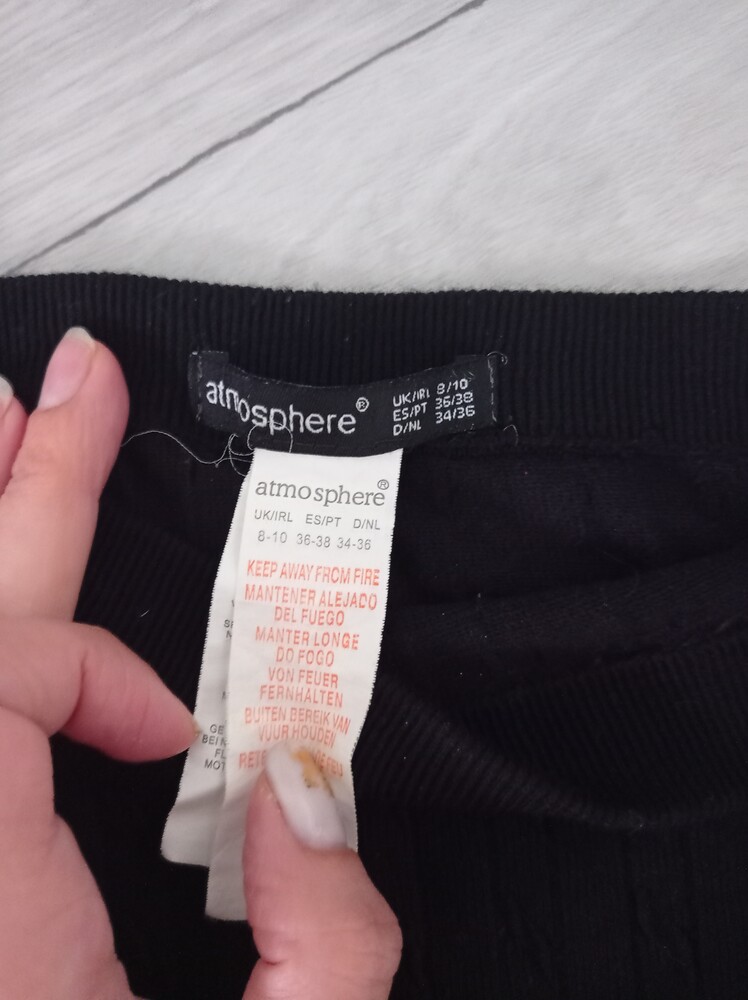 atmosphere®
UK/IRL 8/10
ES/PT 36/38
D/NL 34/36
atmosphere®
UK/IRL ES/PT D/NL
8-10 36-38 34-36
KEEP AWAY FROM FIRE
MANTENER ALEJADO
DEL FUEGO
MANTER LONGE
DO FOGO
VON FEUER
FERNHALTEN
BUITEN BEREIK VAN
VUUR HOUDEN